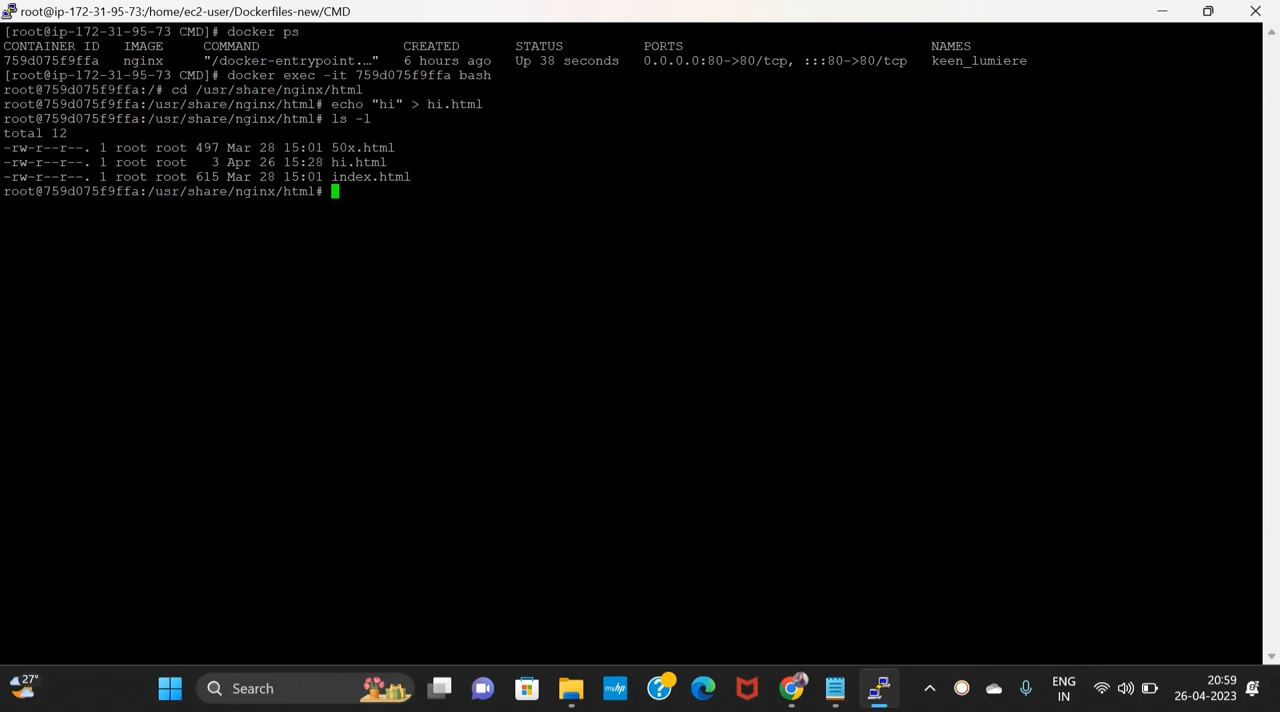 root@ip-172-31-95-73:/home/ec2-user/Dockerfiles-new/CMD
[root@ip-172-31-95-73 CMD]# docker ps
CONTAINER ID   IMAGE     COMMAND                  CREATED       STATUS          PORTS                               NAMES
759d075f9ffa   nginx     "/docker-entrypoint.…"   6 hours ago   Up 38 seconds   0.0.0.0:80->80/tcp, :::80->80/tcp   keen_lumiere
[root@ip-172-31-95-73 CMD]# docker exec -it 759d075f9ffa bash
root@759d075f9ffa:/# cd /usr/share/nginx/html
root@759d075f9ffa:/usr/share/nginx/html# echo "hi" > hi.html
root@759d075f9ffa:/usr/share/nginx/html# ls -l
total 12
-rw-r--r--. 1 root root 497 Mar 28 15:01 50x.html
-rw-r--r--. 1 root root   3 Apr 26 15:28 hi.html
-rw-r--r--. 1 root root 615 Mar 28 15:01 index.html
root@759d075f9ffa:/usr/share/nginx/html#
27°
Search
myhp
ENG
IN
20:59
26-04-2023